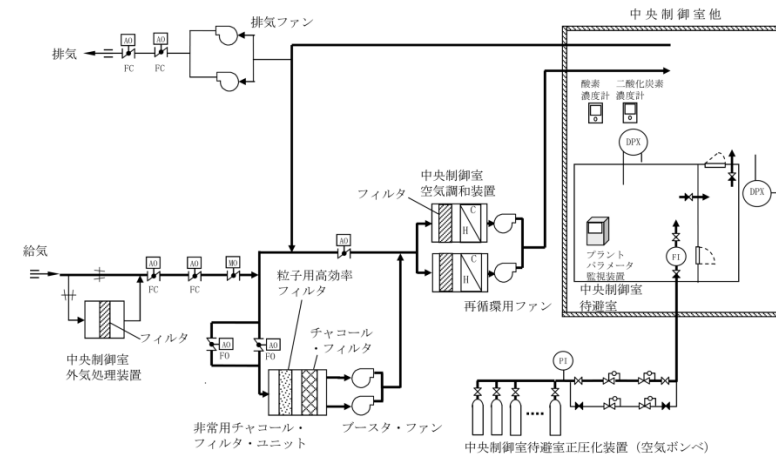 中央制御室他
排気ファン
AO
AO
排気
FC
FC
酸素
濃度計
二酸化炭素
濃度計
DPX
DPX
中央制御室
空気調和装置
フィルタ
C
H
C
H
給気
AO
AO
AO
MO
FC
FC
粒子用高効率
フィルタ
プラント
パラメータ
監視装置
FI
中央制御室
待避室
再循環用ファン
チャコール
・フィルタ
フィルタ
AO
FO
AO
FO
中央制御室
外気処理装置
PI
非常用チャコール・
フィルタ・ユニット
ブースタ・ファン
中央制御室待避室正圧化装置（空気ボンベ）